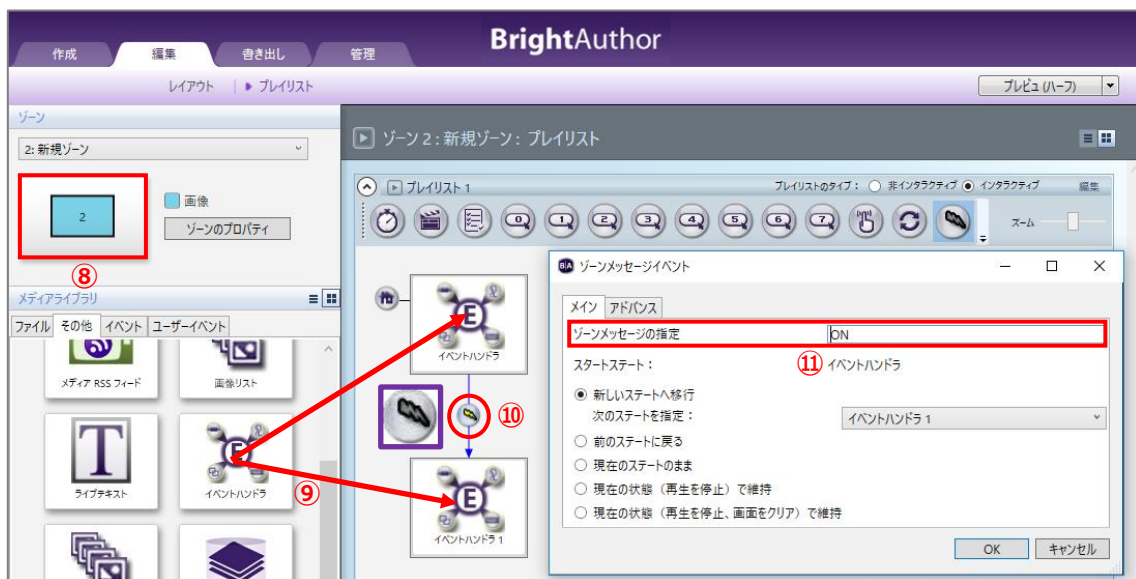 BrightAuthor
作成
編集
書き出し
管理
レイアウト
プレイリスト
プレビュ (ハーフ)
ゾーン
2: 新規ゾーン
2
画像
ゾーンのプロパティ
⑧
メディアライブラリ
ファイル
その他
イベント
ユーザーイベント
メディア RSS フィード
画像リスト
T
ライブテキスト
E
イベントハンドラ
⑨
ゾーン 2 : 新規ゾーン : プレイリスト
プレイリスト 1
プレイリストのタイプ :
非インタラクティブ
インタラクティブ
編集
0
1
2
3
4
5
6
7
ズーム
E
イベントハンドラ
⑩
E
イベントハンドラ 1
BA ゾーンメッセージイベント
メイン
アドバンス
ゾーンメッセージの指定
ON
スタートステート :
⑪
イベントハンドラ
新しいステートへ移行
次のステートを指定 :
イベントハンドラ 1
前のステートに戻る
現在のステートのまま
現在の状態（再生を停止）で維持
現在の状態（再生を停止、画面をクリア）で維持
OK
キャンセル